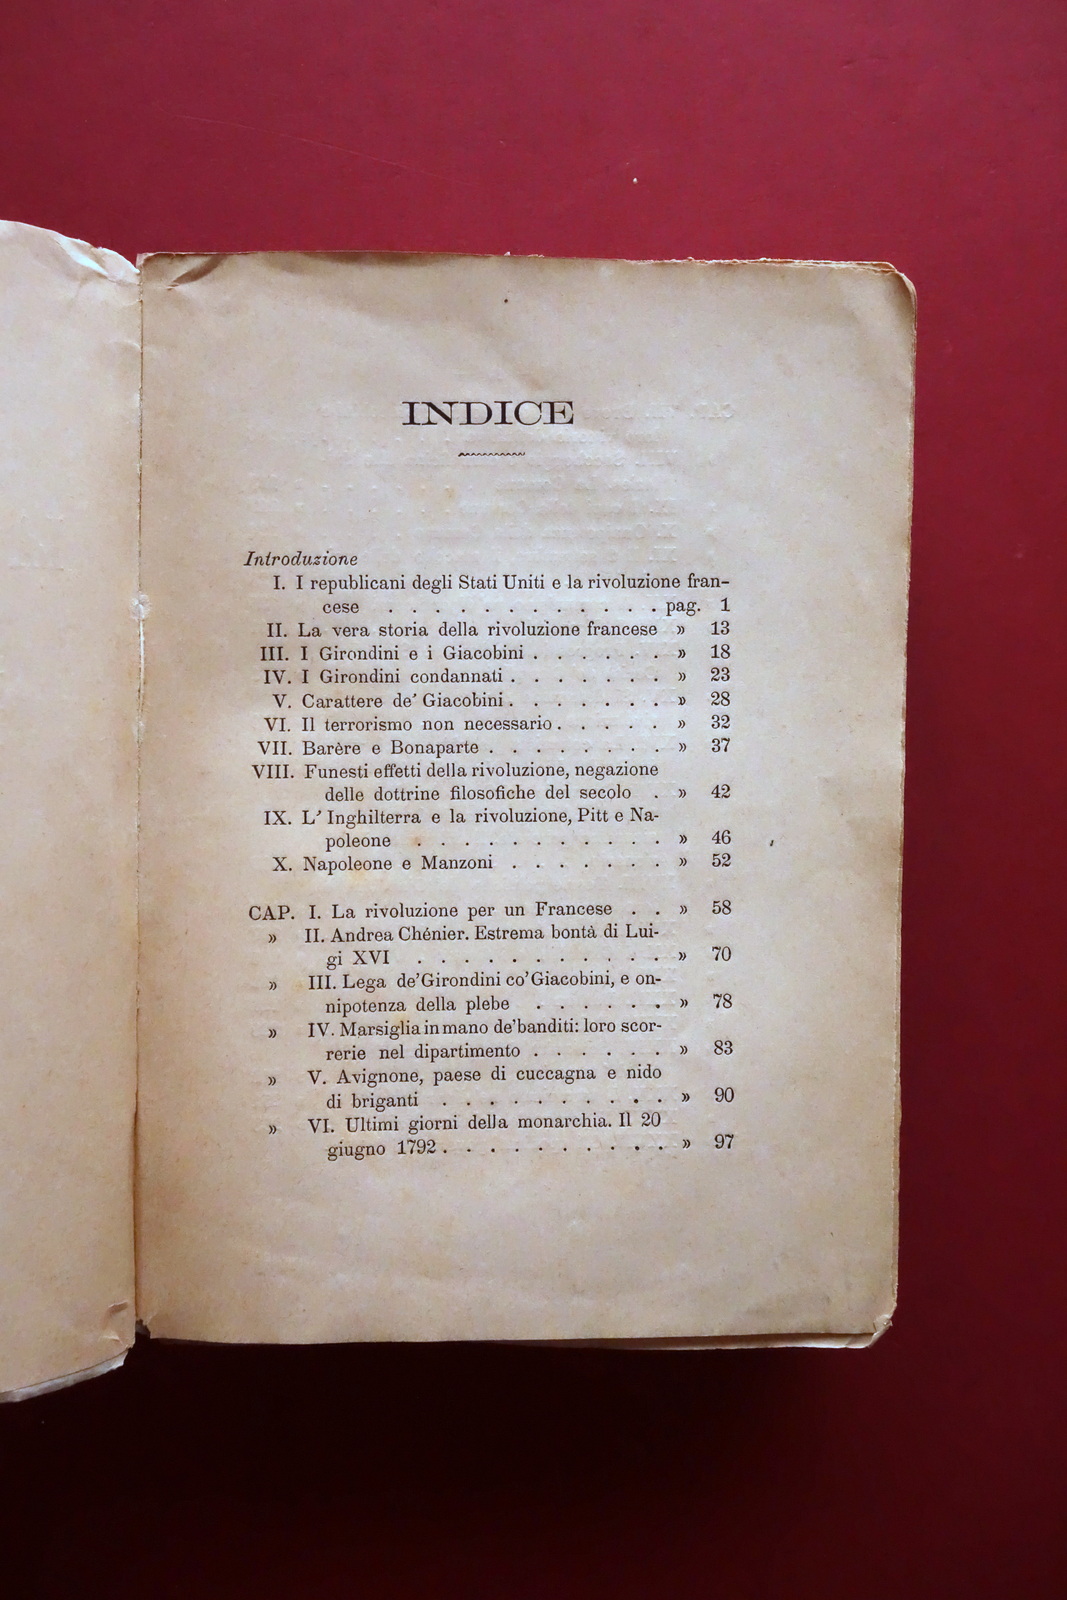 INDICE
Introduzione
I. I republicani degli Stati Uniti e la rivoluzione fran-
cese . . . . . . . . . . . . pag. 1
II. La vera storia della rivoluzione francese » 13
III. I Girondini e i Giacobini . . . . . . » 18
IV. I Girondini condannati . . . . . . . » 23
V. Carattere de' Giacobini . . . . . . . » 28
VI. Il terrorismo non necessario . . . . . » 32
VII. Barère e Bonaparte . . . . . . . . » 37
VIII. Funesti effetti della rivoluzione, negazione
delle dottrine filosofiche del secolo . » 42
IX. L' Inghilterra e la rivoluzione, Pitt e Na-
poleone . . . . . . . . . . . » 46
X. Napoleone e Manzoni . . . . . . . » 52
CAP. I. La rivoluzione per un Francese . . » 58
» II. Andrea Chénier. Estrema bontà di Lui-
gi XVI . . . . . . . . . . . » 70
» III. Lega de' Girondini co' Giacobini, e on-
nipotenza della plebe . . . . . . » 78
» IV. Marsiglia in mano de' banditi: loro scor-
rerie nel dipartimento . . . . . . » 83
» V. Avignone, paese di cuccagna e nido
di briganti . . . . . . . . . . » 90
» VI. Ultimi giorni della monarchia. Il 20
giugno 1792 . . . . . . . . . . » 97